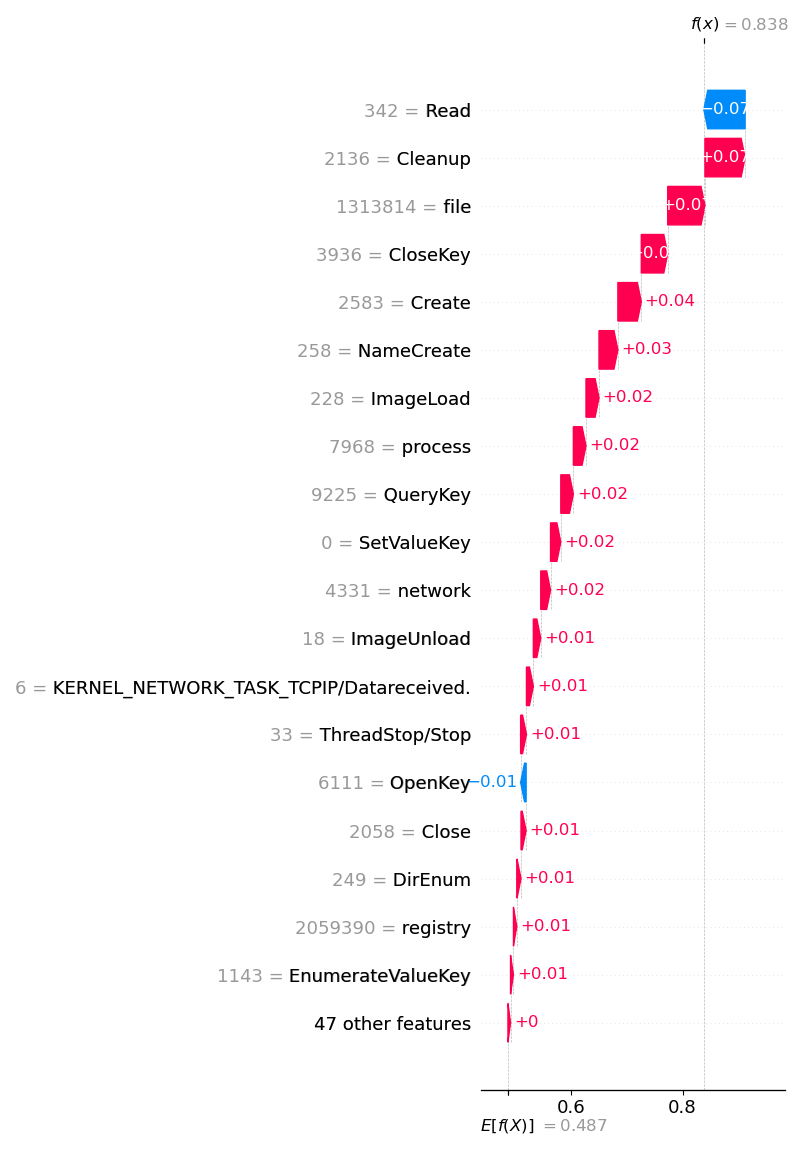 f(x) = 0.838
342 = Read
−0.07
2136 = Cleanup
+0.07
1313814 = file
+0.07
3936 = CloseKey
2583 = Create
+0.04
258 = NameCreate
+0.03
228 = ImageLoad
+0.02
7968 = process
+0.02
9225 = QueryKey
+0.02
0 = SetValueKey
+0.02
4331 = network
+0.02
18 = ImageUnload
+0.01
6 = KERNEL_NETWORK_TASK_TCPIP/Datareceived.
+0.01
33 = ThreadStop/Stop
+0.01
6111 = OpenKey
−0.01
2058 = Close
+0.01
249 = DirEnum
+0.01
2059390 = registry
+0.01
1143 = EnumerateValueKey
+0.01
47 other features
+0
0.6 0.8
E[f(X)] = 0.487